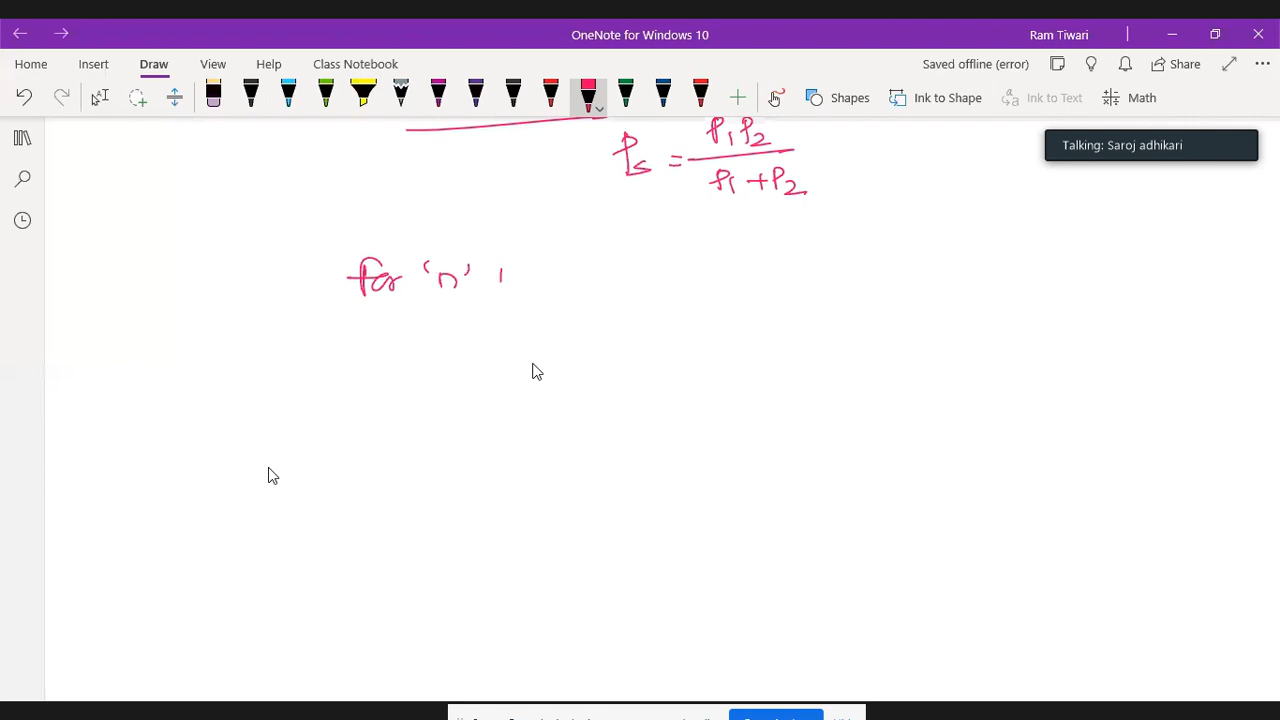 OneNote for Windows 10
Ram Tiwari
Home Insert Draw View Help Class Notebook
Saved offline (error) Share
Shapes Ink to Shape Ink to Text Math
Talking: Saroj adhikari
Ps = P1P2 / P1 + P2
for 'n'